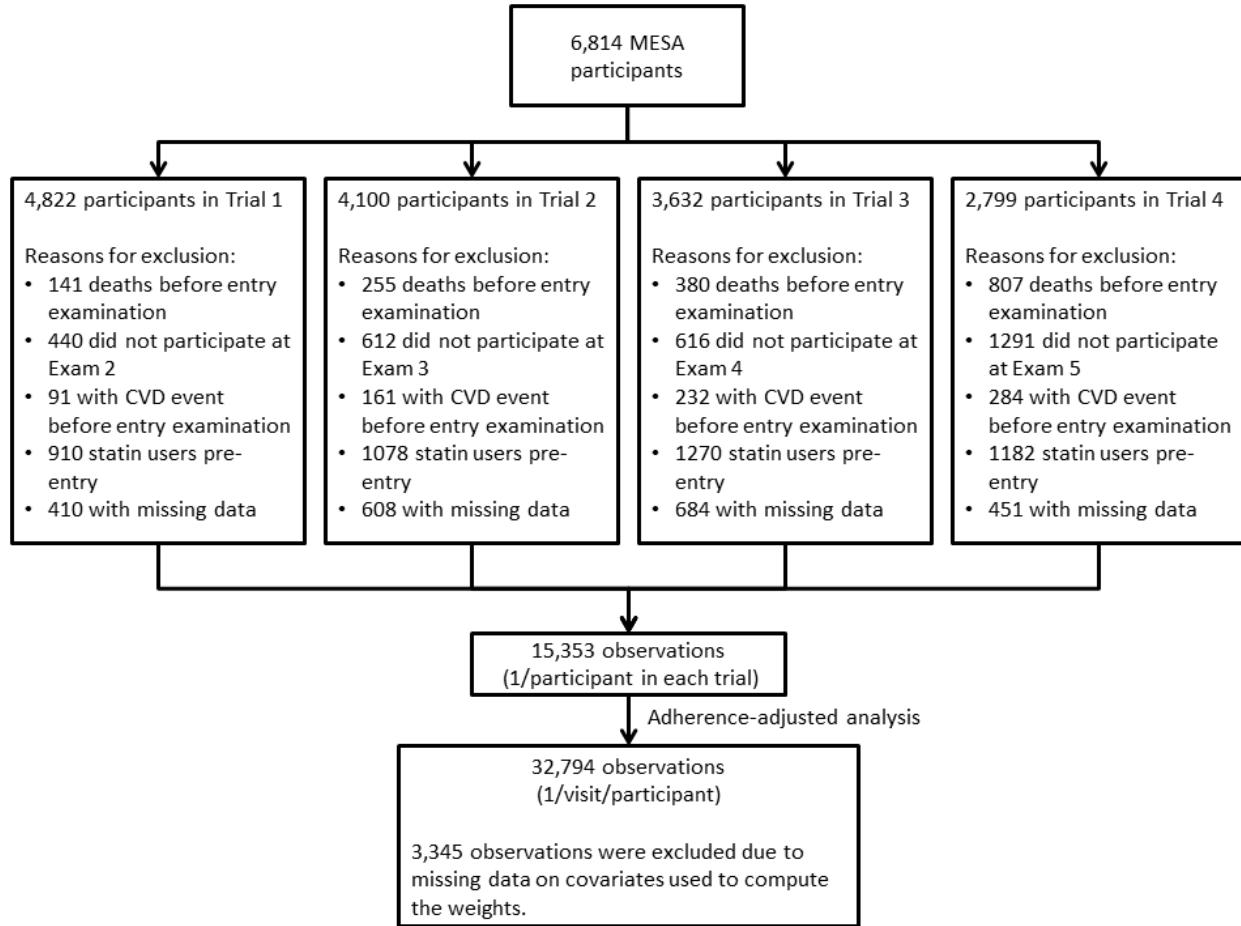 6,814 MESA
participants
4,822 participants in Trial 1
Reasons for exclusion:
• 141 deaths before entry
examination
• 440 did not participate at
Exam 2
• 91 with CVD event
before entry examination
• 910 statin users pre-
entry
• 410 with missing data
4,100 participants in Trial 2
Reasons for exclusion:
• 255 deaths before entry
examination
• 612 did not participate at
Exam 3
• 161 with CVD event
before entry examination
• 1078 statin users pre-
entry
• 608 with missing data
3,632 participants in Trial 3
Reasons for exclusion:
• 380 deaths before entry
examination
• 616 did not participate at
Exam 4
• 232 with CVD event
before entry examination
• 1270 statin users pre-
entry
• 684 with missing data
2,799 participants in Trial 4
Reasons for exclusion:
• 807 deaths before entry
examination
• 1291 did not participate
at Exam 5
• 284 with CVD event
before entry examination
• 1182 statin users pre-
entry
• 451 with missing data
15,353 observations
(1/participant in each trial)
Adherence-adjusted analysis
32,794 observations
(1/visit/participant)
3,345 observations were excluded due to
missing data on covariates used to compute
the weights.